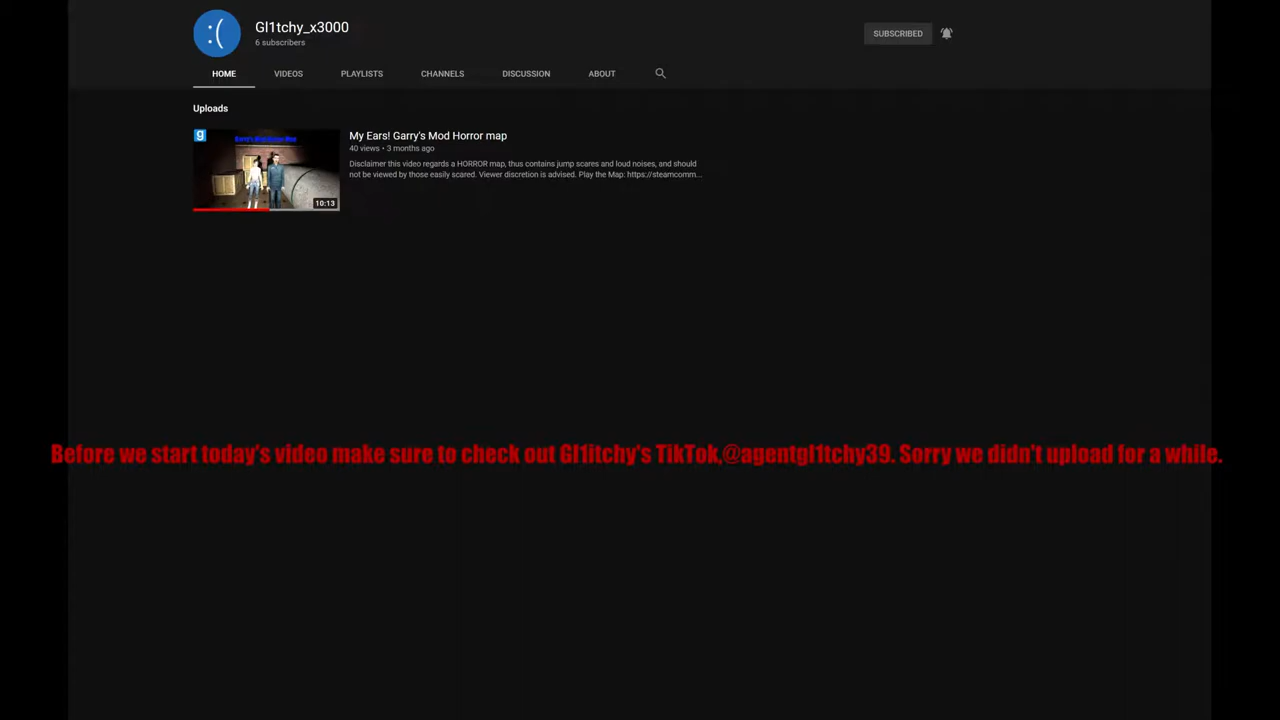 :(
Gl1tchy_x3000
6 subscribers
SUBSCRIBED
HOME VIDEOS PLAYLISTS CHANNELS DISCUSSION ABOUT
Uploads
g
10:13
My Ears! Garry's Mod Horror map
40 views • 3 months ago
Disclaimer this video regards a HORROR map, thus contains jump scares and loud noises, and should
not be viewed by those easily scared. Viewer discretion is advised. Play the Map: https://steamcomm...
Before we start today's video make sure to check out Gl1itchy's TikTok,@agentgl1tchy39. Sorry we didn't upload for a while.